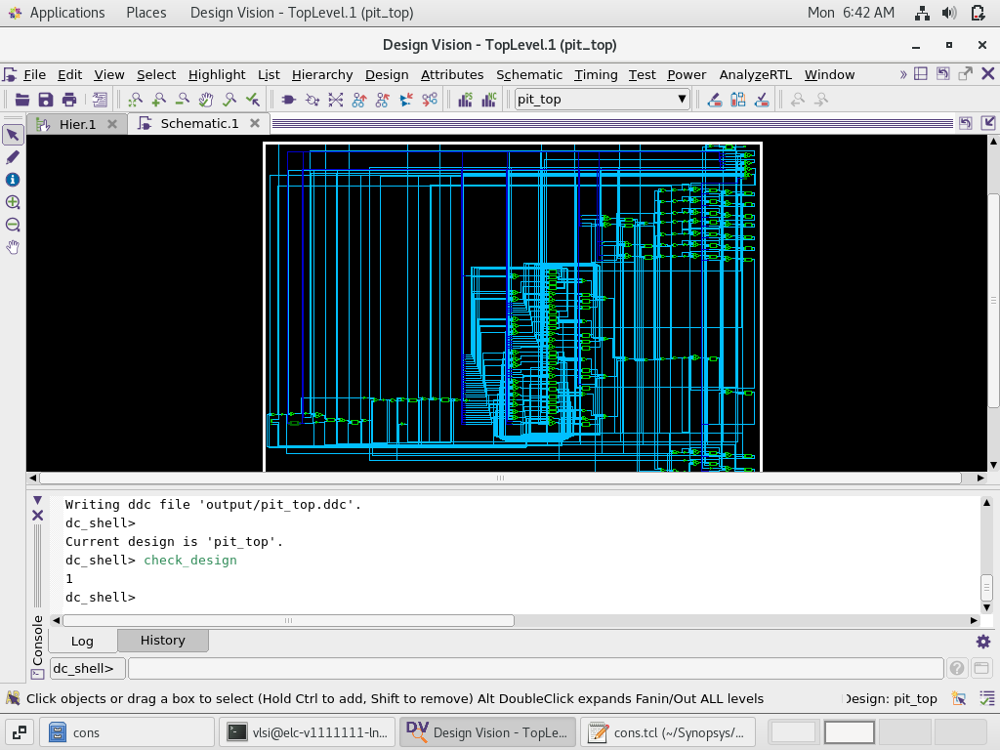 Applications Places Design Vision - TopLevel.1 (pit_top) Mon 6:42 AM
Design Vision - TopLevel.1 (pit_top)
File Edit View Select Highlight List Hierarchy Design Attributes Schematic Timing Test Power AnalyzeRTL Window »
pit_top
Hier.1 Schematic.1
Writing ddc file 'output/pit_top.ddc'.
dc_shell>
Current design is 'pit_top'.
dc_shell> check_design
1
dc_shell>
Console
Log History
dc_shell>
Click objects or drag a box to select (Hold Ctrl to add, Shift to remove) Alt DoubleClick expands Fanin/Out ALL levels Design: pit_top
cons vlsi@elc-v1111111-ln... Design Vision - TopLe... cons.tcl (~/Synopsys/...